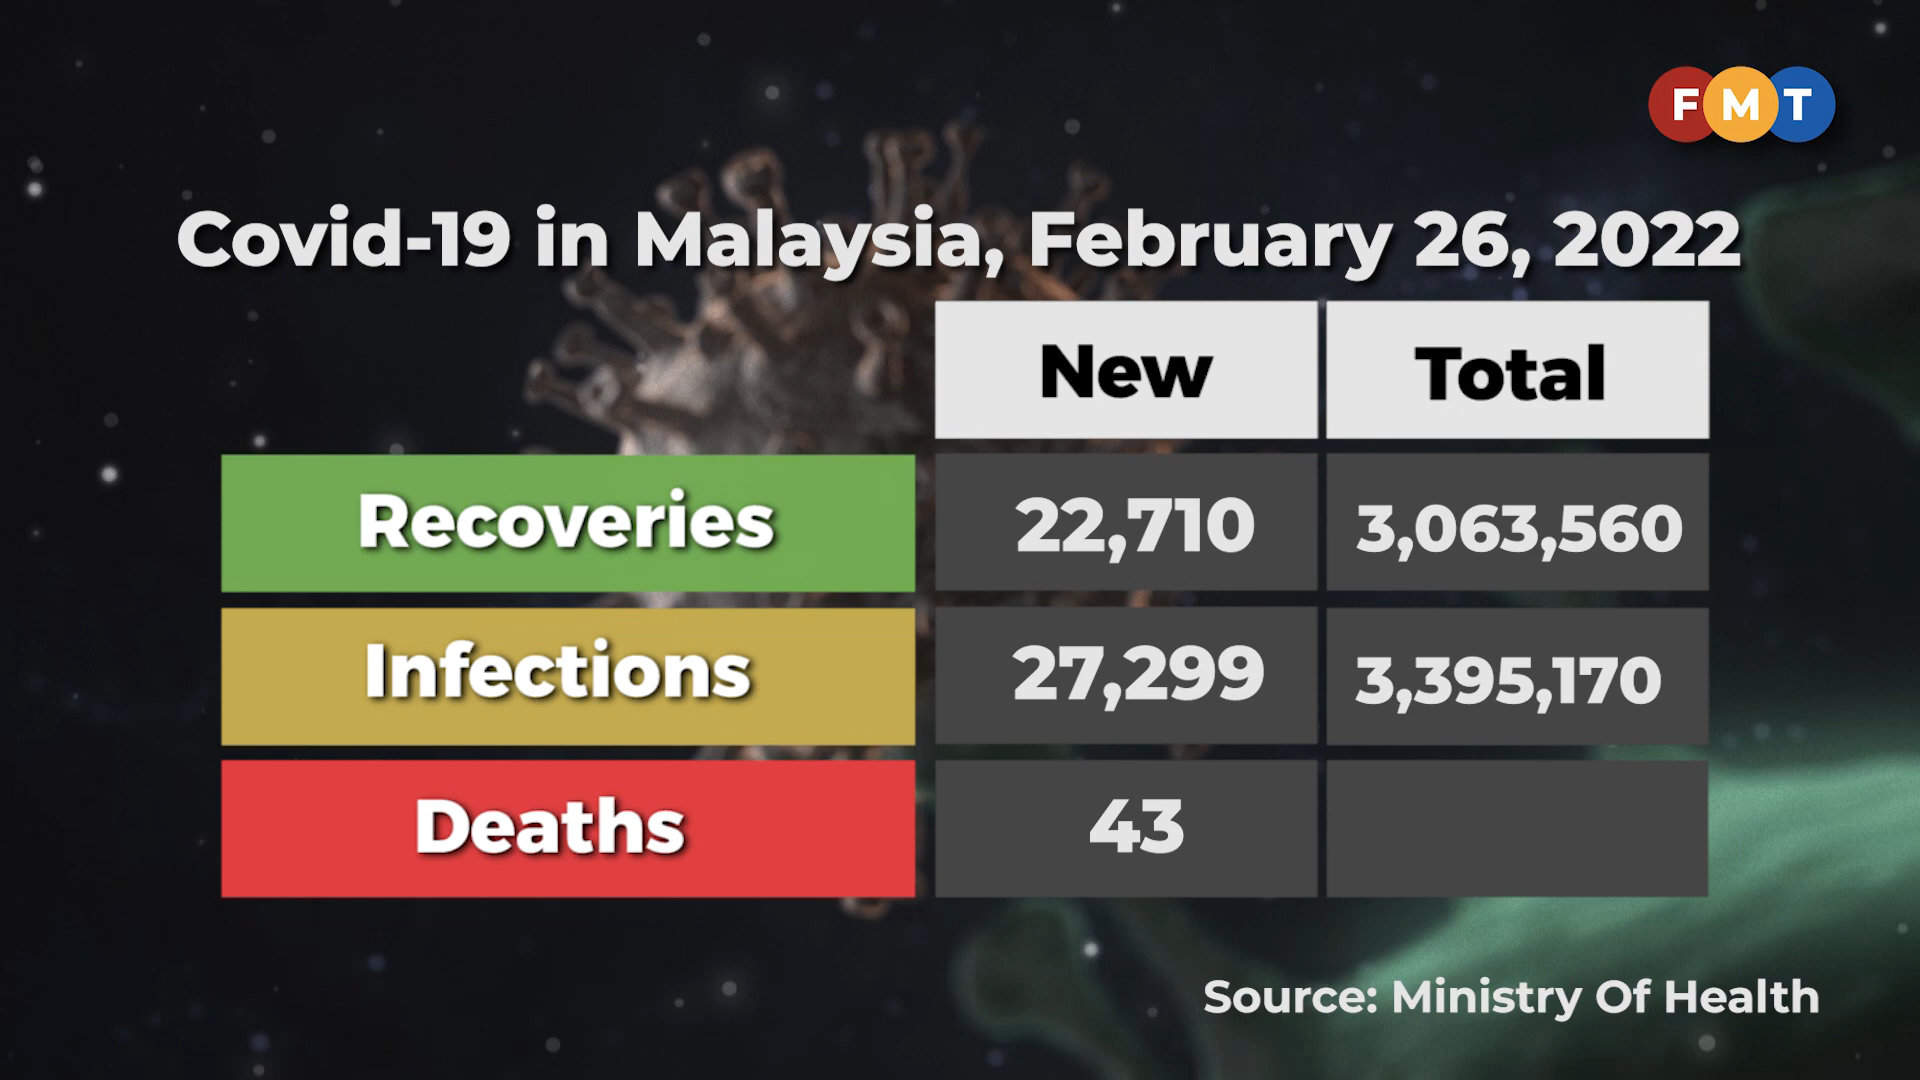 FMT
Covid-19 in Malaysia, February 26, 2022
New Total
Recoveries 22,710 3,063,560
Infections 27,299 3,395,170
Deaths 43
Source: Ministry Of Health